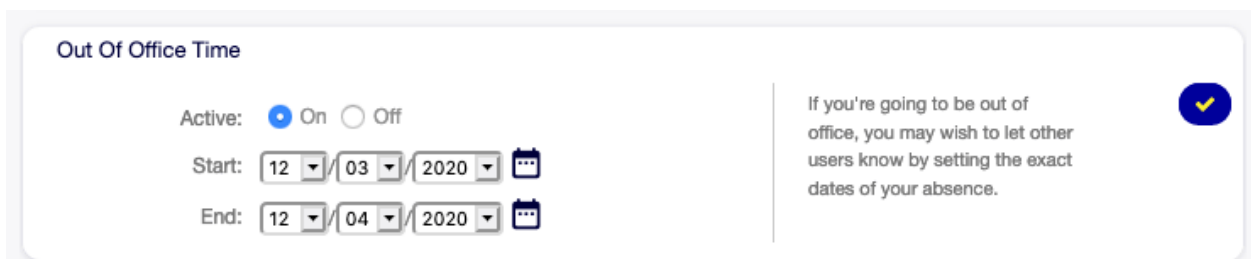 Out Of Office Time
Active: On Off
Start: 12 / 03 / 2020
End: 12 / 04 / 2020
If you're going to be out of
office, you may wish to let other
users know by setting the exact
dates of your absence.